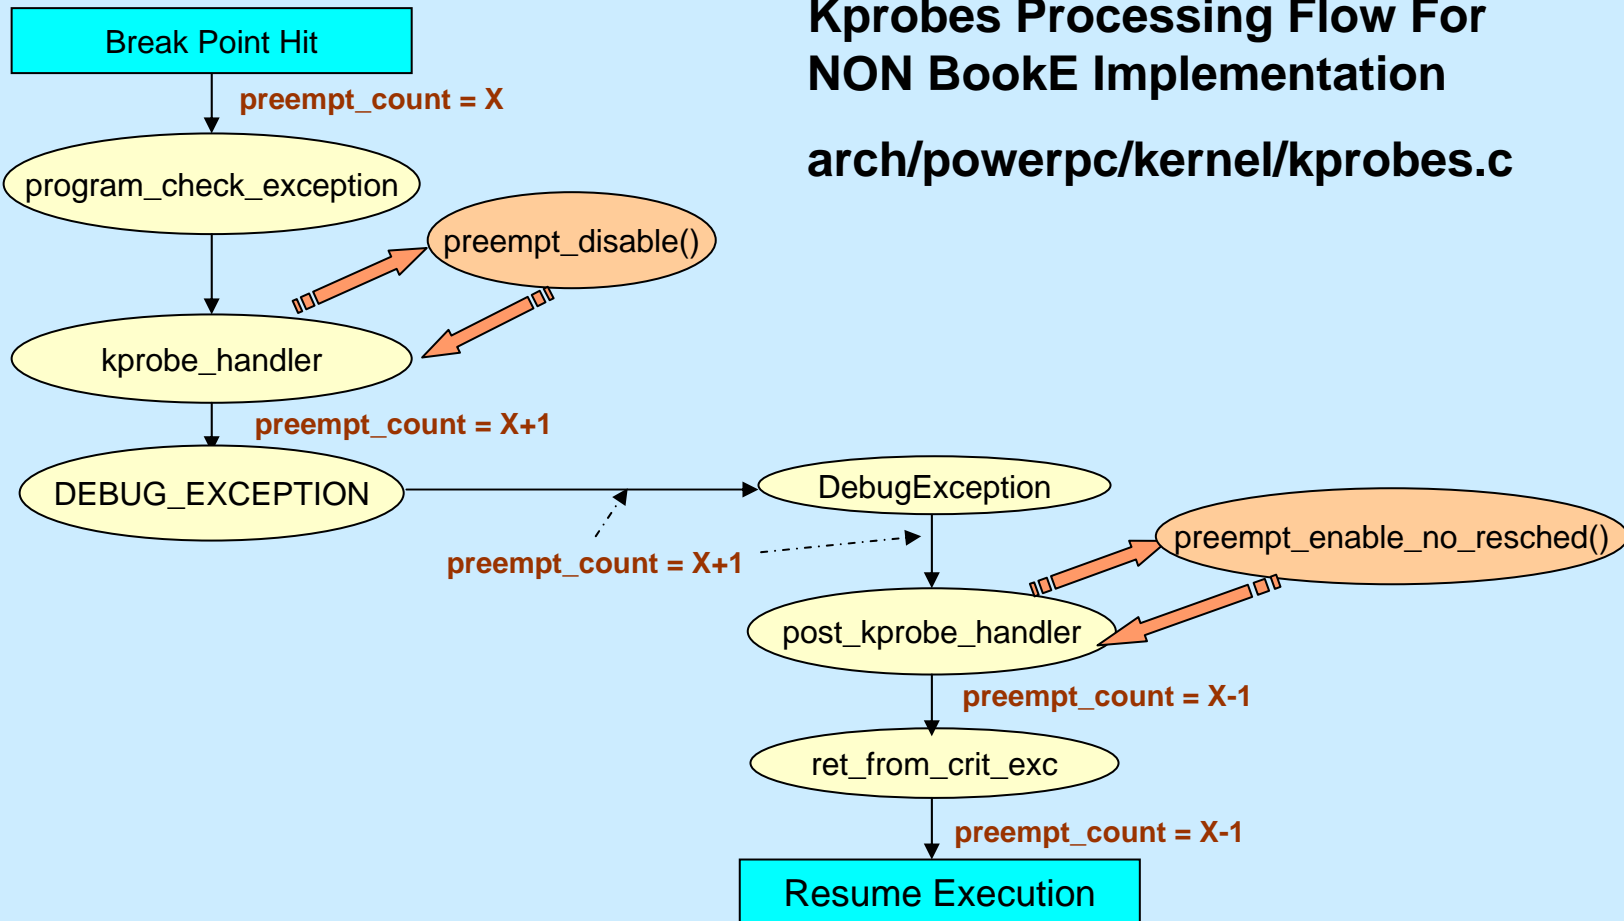 Kprobes Processing Flow For
NON BookE Implementation
arch/powerpc/kernel/kprobes.c
Break Point Hit
preempt_count = X
program_check_exception
preempt_disable()
kprobe_handler
preempt_count = X+1
DEBUG_EXCEPTION
DebugException
preempt_count = X+1
preempt_enable_no_resched()
post_kprobe_handler
preempt_count = X-1
ret_from_crit_exc
preempt_count = X-1
Resume Execution